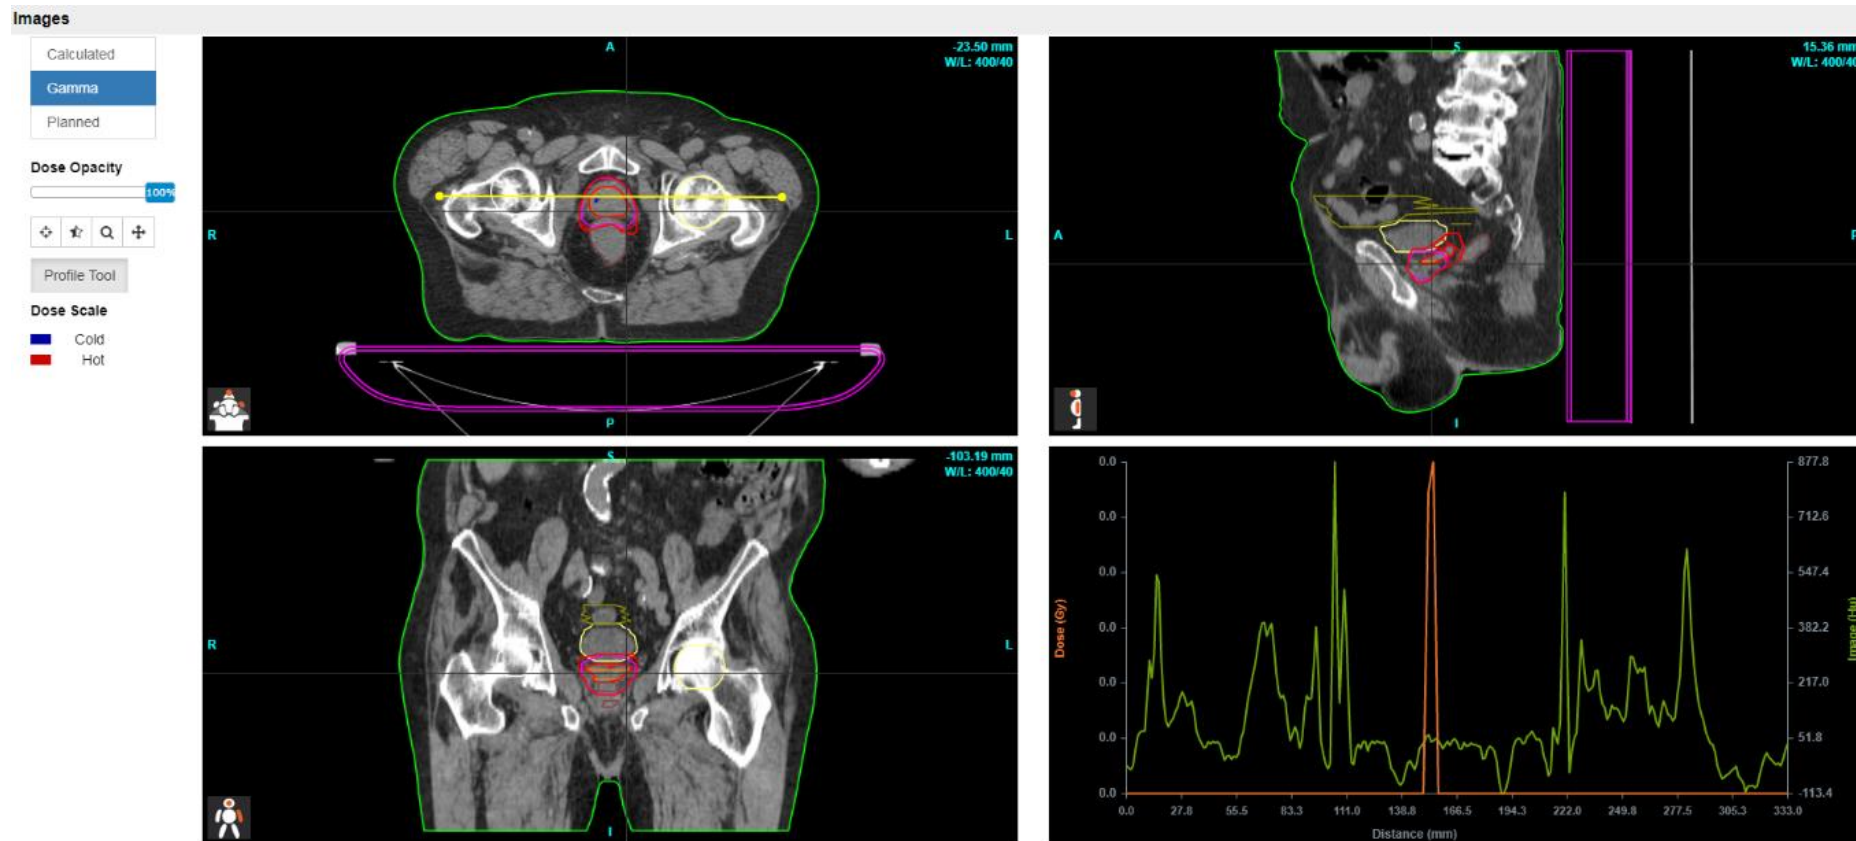 Images
Calculated
Gamma
Planned
Dose Opacity
100%
Profile Tool
Dose Scale
Cold
Hot
A
-23.50 mm
W/L: 400/40
R
L
P
S
15.36 mm
W/L: 400/40
A
P
I
S
-103.19 mm
W/L: 400/40
R
L
I
0.0
0.0
0.0
0.0
0.0
0.0
0.0
Dose (Gy)
877.8
712.6
547.4
382.2
217.0
51.8
-113.4
Image (Hu)
0.0 27.8 55.5 83.3 111.0 138.8 166.5 194.3 222.0 249.8 277.5 305.3 333.0
Distance (mm)